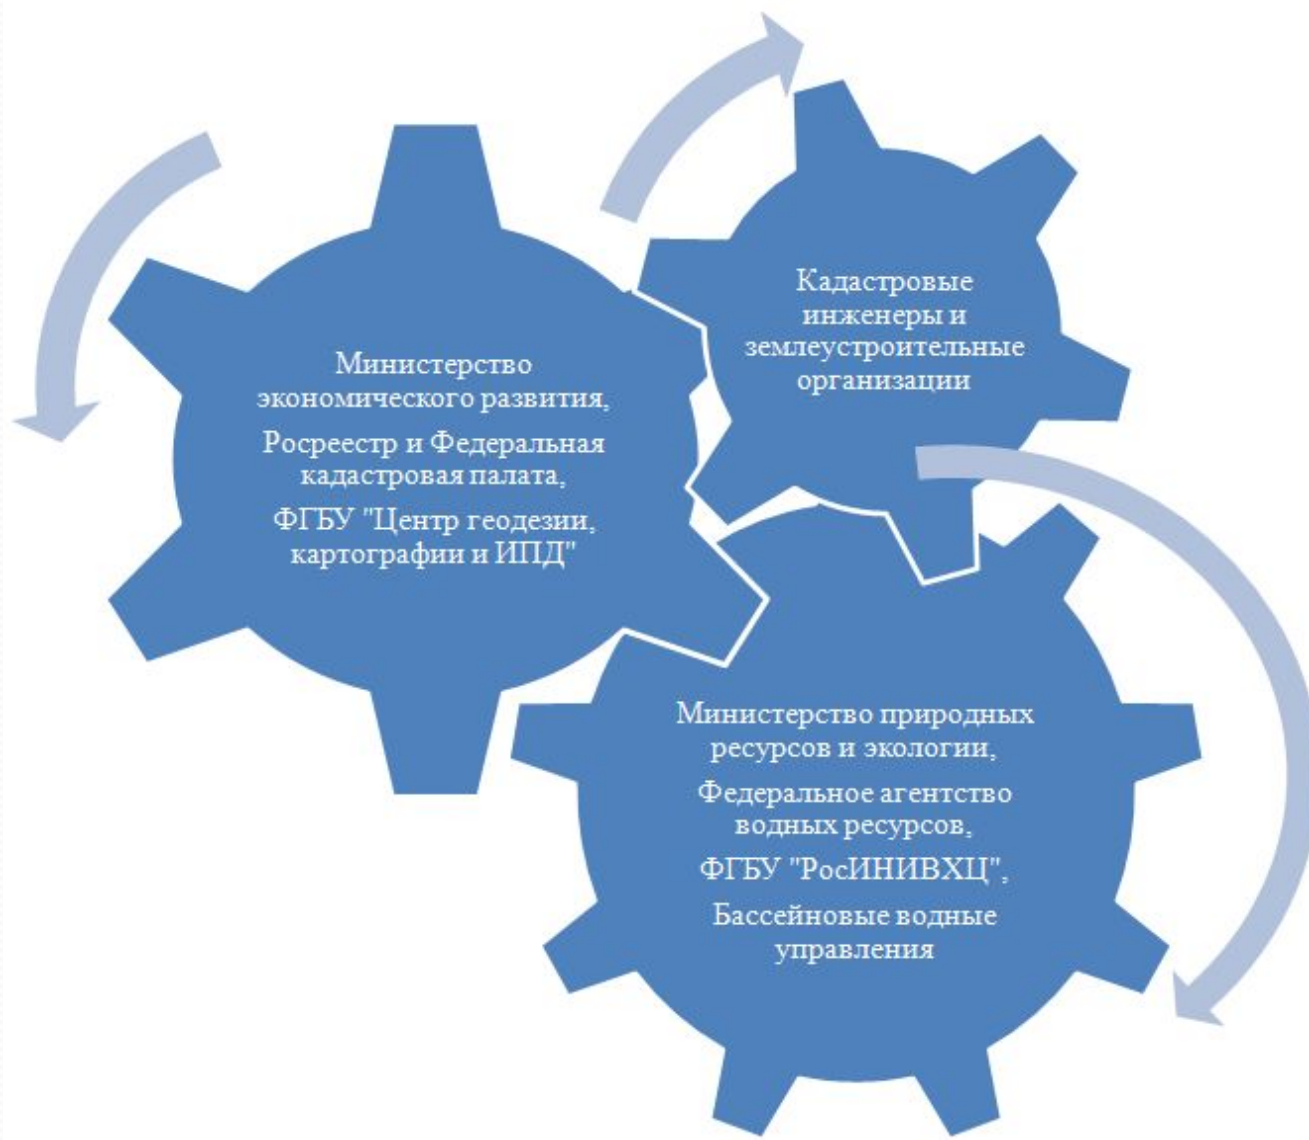 Министерство
экономического развития,
Росреестр и Федеральная
кадастровая палата,
ФГБУ "Центр геодезии,
картографии и ИПД"
Кадастровые
инженеры и
землеустроительные
организации
Министерство природных
ресурсов и экологии,
Федеральное агентство
водных ресурсов,
ФГБУ "РосИНИВХЦ",
Бассейновые водные
управления